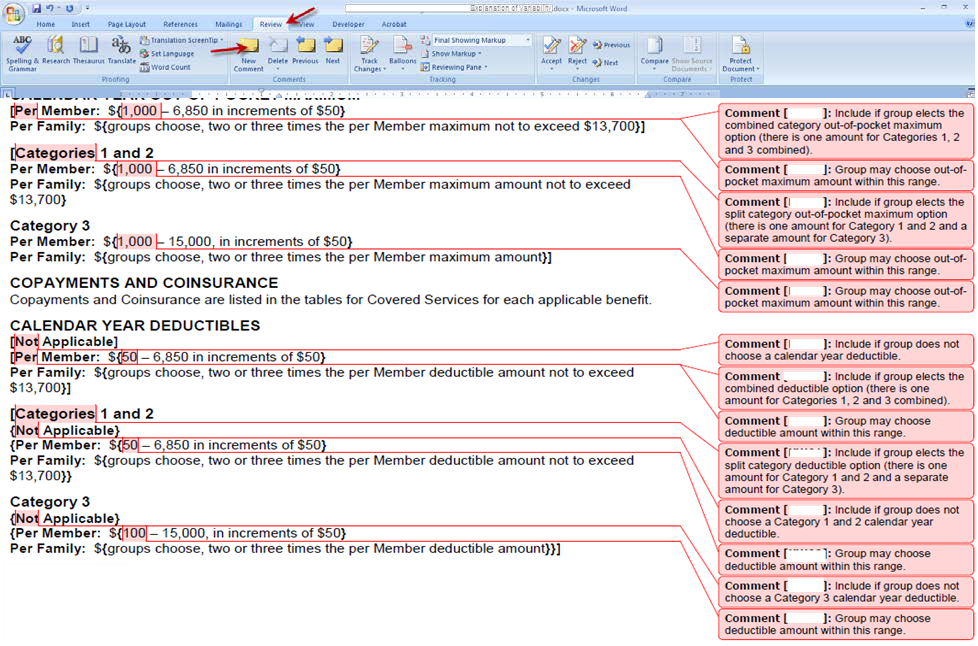 Explanation of Variability.docx - Microsoft Word
Home Insert Page Layout References Mailings Review View Developer Acrobat
ABC
Spelling & Grammar
Research
Thesaurus
Translate
Translation ScreenTip
Set Language
Word Count
Proofing
New Comment
Delete
Previous
Next
Comments
Track Changes
Balloons
Final Showing Markup
Show Markup
Reviewing Pane
Tracking
Accept
Reject
Previous
Next
Changes
Compare
Show Source Documents
Compare
Protect Document
Protect
CALENDAR YEAR OUT-OF-POCKET MAXIMUM
[Per Member: ${1,000 – 6,850 in increments of $50}
Per Family: ${groups choose, two or three times the per Member maximum not to exceed $13,700}]
[Categories 1 and 2
Per Member: ${1,000 – 6,850 in increments of $50}
Per Family: ${groups choose, two or three times the per Member maximum amount not to exceed
$13,700}
Category 3
Per Member: ${1,000 – 15,000, in increments of $50}
Per Family: ${groups choose, two or three times the per Member maximum amount}]
COPAYMENTS AND COINSURANCE
Copayments and Coinsurance are listed in the tables for Covered Services for each applicable benefit.
CALENDAR YEAR DEDUCTIBLES
[Not Applicable]
[Per Member: ${50 – 6,850 in increments of $50}
Per Family: ${groups choose, two or three times the per Member deductible amount not to exceed
$13,700}]
[Categories 1 and 2
{Not Applicable}
{Per Member: ${50 – 6,850 in increments of $50}
Per Family: ${groups choose, two or three times the per Member deductible amount not to exceed
$13,700}}
Category 3
{Not Applicable}
{Per Member: ${100 – 15,000, in increments of $50}
Per Family: ${groups choose, two or three times the per Member deductible amount}}]
Comment [ ]: Include if group elects the
combined category out-of-pocket maximum
option (there is one amount for Categories 1, 2
and 3 combined).
Comment [ ]: Group may choose out-of-
pocket maximum amount within this range.
Comment [ ]: Include if group elects the
split category out-of-pocket maximum option
(there is one amount for Category 1 and 2 and a
separate amount for Category 3).
Comment [ ]: Group may choose out-of-
pocket maximum amount within this range.
Comment [ ]: Group may choose out-of-
pocket maximum amount within this range.
Comment [ ]: Include if group does not
choose a calendar year deductible.
Comment [ ]: Include if group elects the
combined deductible option (there is one
amount for Categories 1, 2 and 3 combined).
Comment [ ]: Group may choose
deductible amount within this range.
Comment [ ]: Include if group elects the
split category deductible option (there is one
amount for Category 1 and 2 and a separate
amount for Category 3).
Comment [ ]: Include if group does not
choose a Category 1 and 2 calendar year
deductible.
Comment [ ]: Group may choose
deductible amount within this range.
Comment [ ]: Include if group does not
choose a Category 3 calendar year deductible.
Comment [ ]: Group may choose
deductible amount within this range.